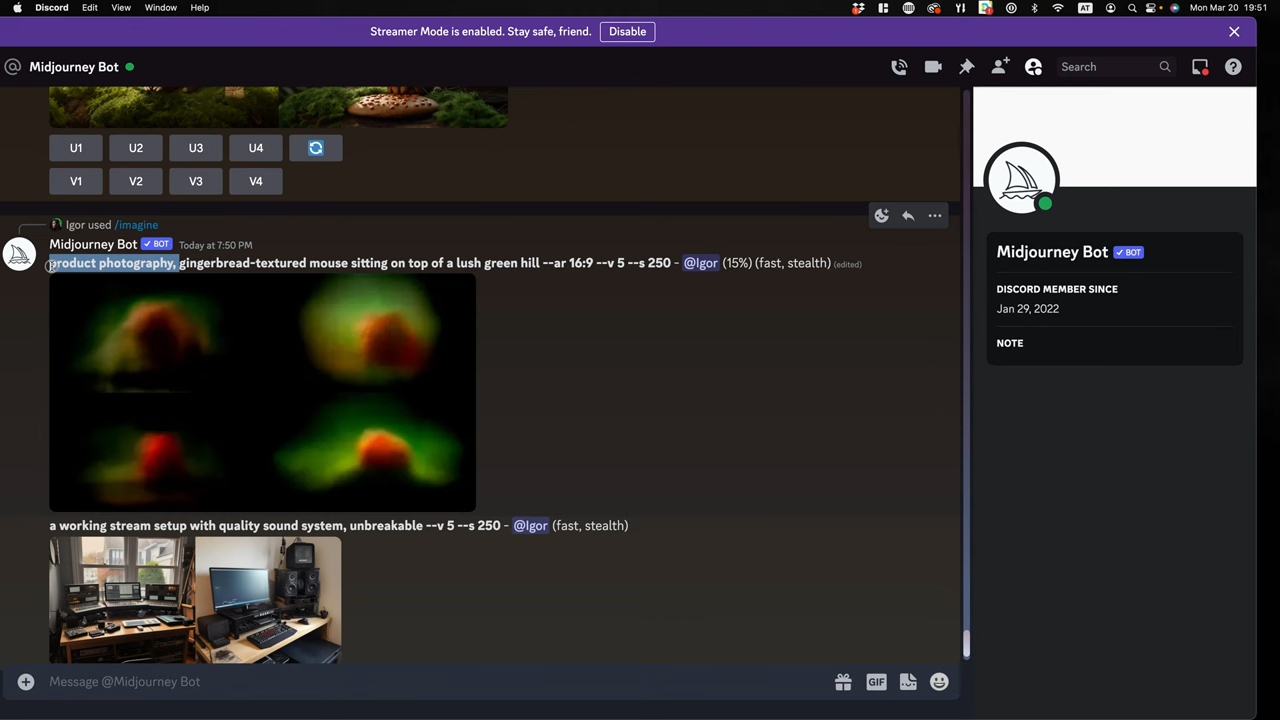 Discord Edit View Window Help AT Mon Mar 20 19:51
Streamer Mode is enabled. Stay safe, friend. Disable
@ Midjourney Bot Search
U1 U2 U3 U4
V1 V2 V3 V4
Igor used /imagine
Midjourney Bot ✓ BOT Today at 7:50 PM
product photography, gingerbread-textured mouse sitting on top of a lush green hill --ar 16:9 --v 5 --s 250 - @Igor (15%) (fast, stealth) (edited)
a working stream setup with quality sound system, unbreakable --v 5 --s 250 - @Igor (fast, stealth)
Message @Midjourney Bot GIF
Midjourney Bot ✓ BOT
DISCORD MEMBER SINCE
Jan 29, 2022
NOTE